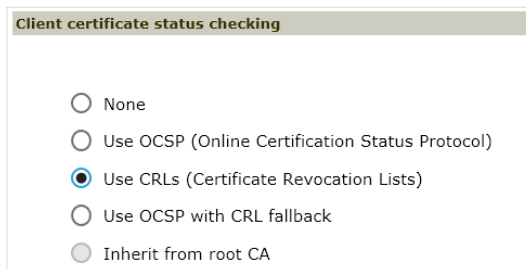 Client certificate status checking
None
Use OCSP (Online Certification Status Protocol)
Use CRLs (Certificate Revocation Lists)
Use OCSP with CRL fallback
Inherit from root CA